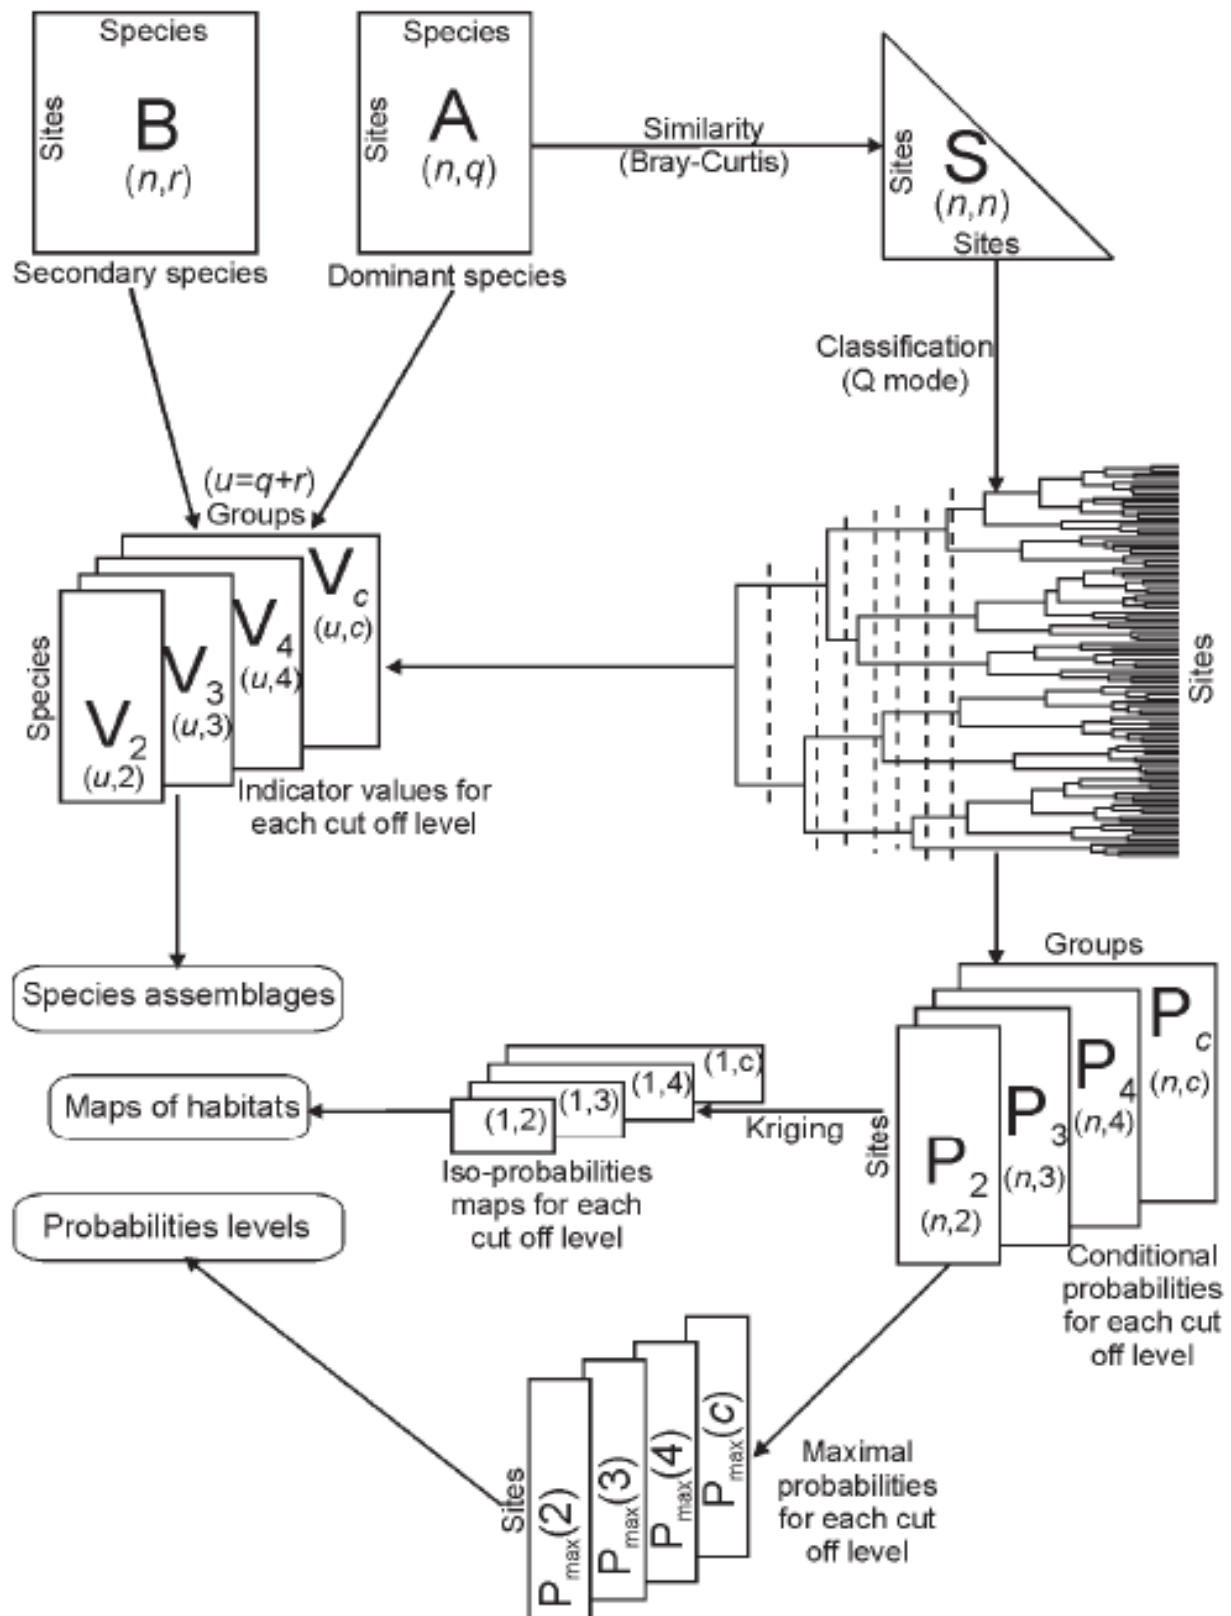 Species
Sites
B
(n,r)
Secondary species
Species
Sites
A
(n,q)
Dominant species
Similarity
(Bray-Curtis)
Sites
S
(n,n)
Sites
Classification
(Q mode)
(u=q+r)
Groups
Species
V2
(u,2)
V3
(u,3)
V4
(u,4)
Vc
(u,c)
Indicator values for
each cut off level
Sites
Species assemblages
Groups
Sites
P2
(n,2)
P3
(n,3)
P4
(n,4)
Pc
(n,c)
Conditional
probabilities
for each cut
off level
Kriging
(1,2)
(1,3)
(1,4)
(1,c)
Iso-probabilities
maps for each
cut off level
Maps of habitats
Probabilities levels
Sites
Pmax(2)
Pmax(3)
Pmax(4)
Pmax(c)
Maximal
probabilities
for each cut
off level